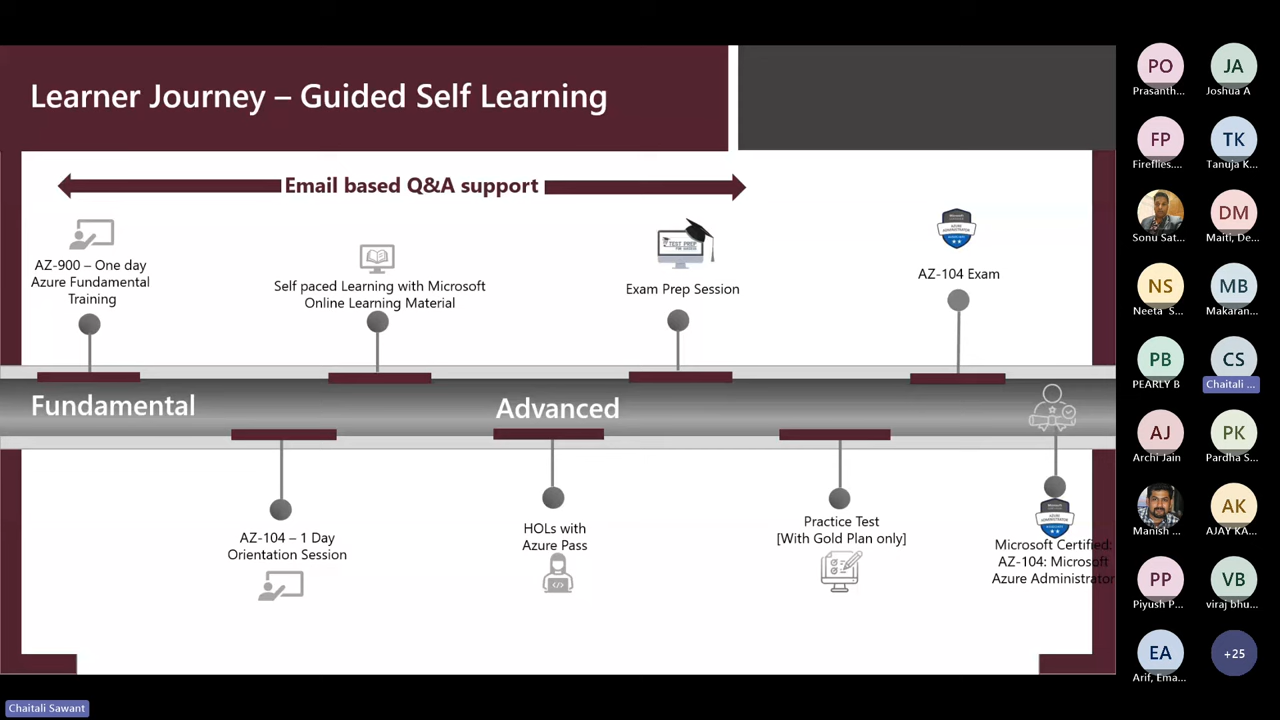 Learner Journey – Guided Self Learning
Email based Q&A support
AZ-900 – One day
Azure Fundamental
Training
Self paced Learning with Microsoft
Online Learning Material
TEST PREP
Exam Prep Session
AZ-104 Exam
Fundamental
Advanced
AZ-104 – 1 Day
Orientation Session
HOLs with
Azure Pass
Practice Test
[With Gold Plan only]
Microsoft Certified:
AZ-104: Microsoft
Azure Administrator
PO
Prasanth...
JA
Joshua A
FP
Fireflies....
TK
Tanuja K...
Sonu Sat...
DM
Maiti, De...
NS
Neeta S...
MB
Makaran...
PB
PEARLY B
CS
Chaitali ...
AJ
Archi Jain
PK
Pardha S...
Manish ...
AK
AJAY KA...
PP
Piyush P...
VB
viraj bhu...
EA
Arif, Ema...
+25
Chaitali Sawant